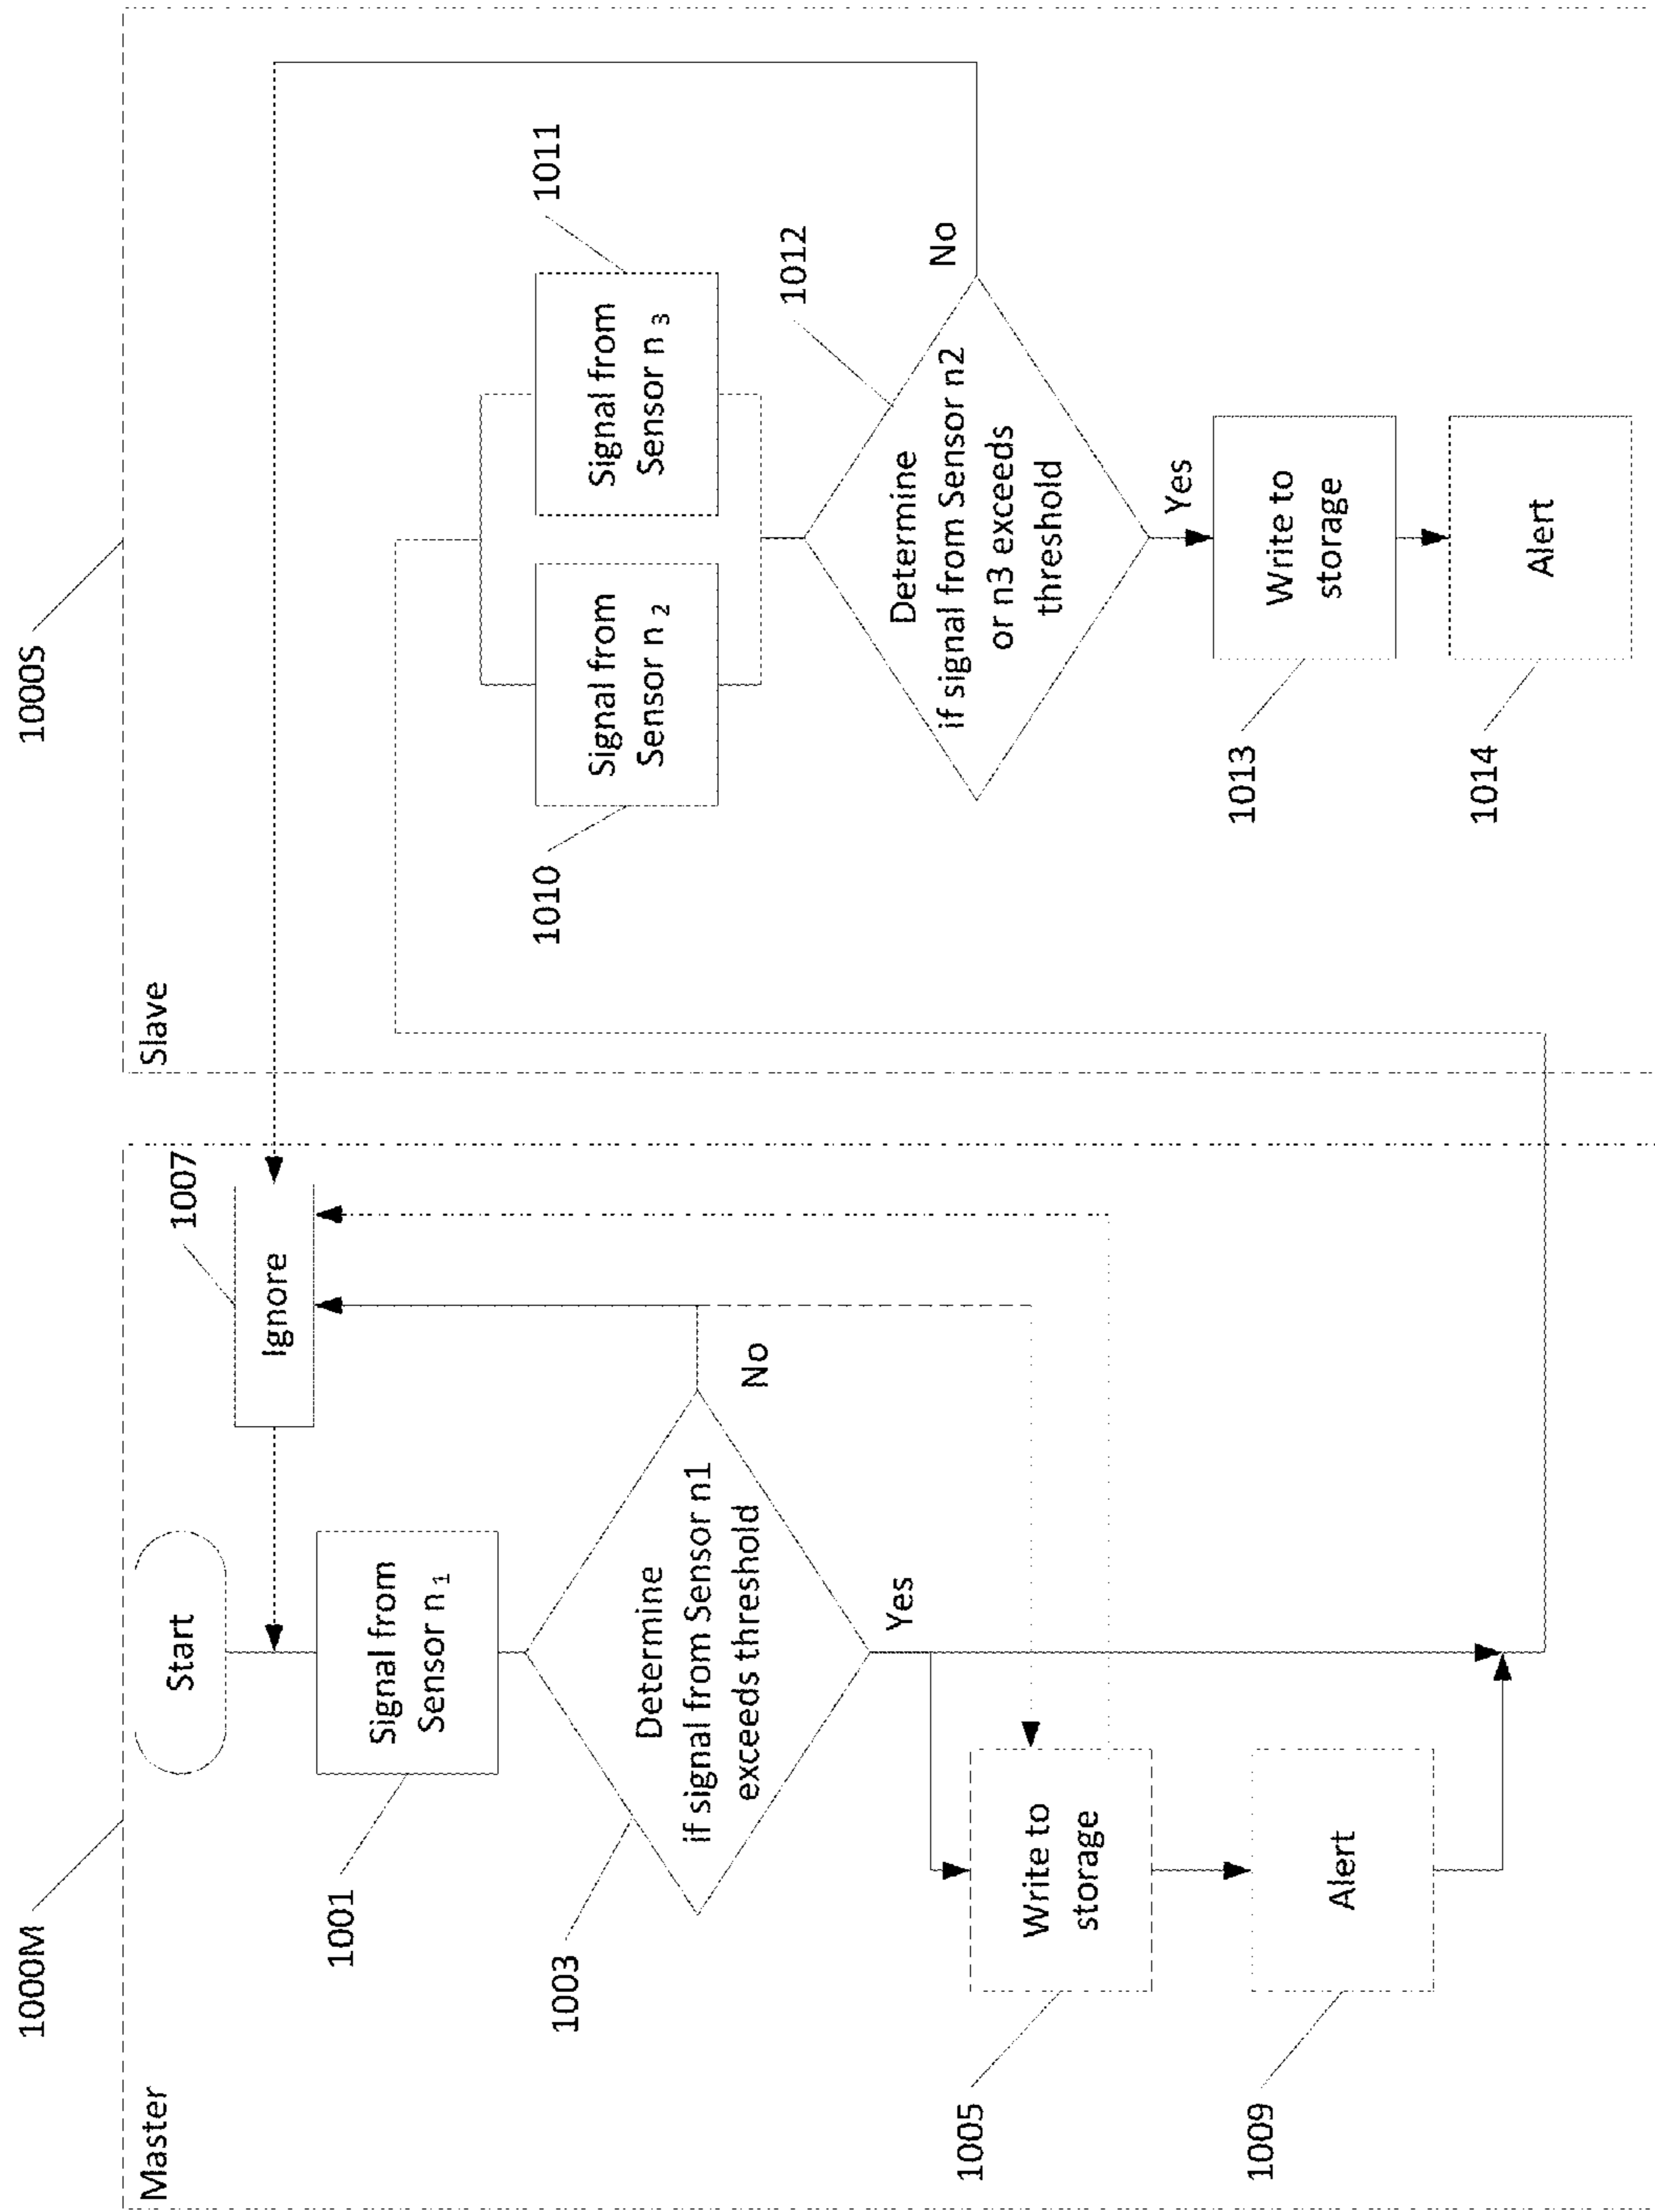 1000M
Master
Start
Ignore
1007
Signal from
Sensor n 1
1001
Determine
if signal from Sensor n1
exceeds threshold
1003
No
Yes
Write to
storage
1005
Alert
1009
1000S
Slave
Signal from
Sensor n 2
1010
Signal from
Sensor n 3
1011
Determine
if signal from Sensor n2
or n3 exceeds
threshold
1012
No
Yes
Write to
storage
1013
Alert
1014